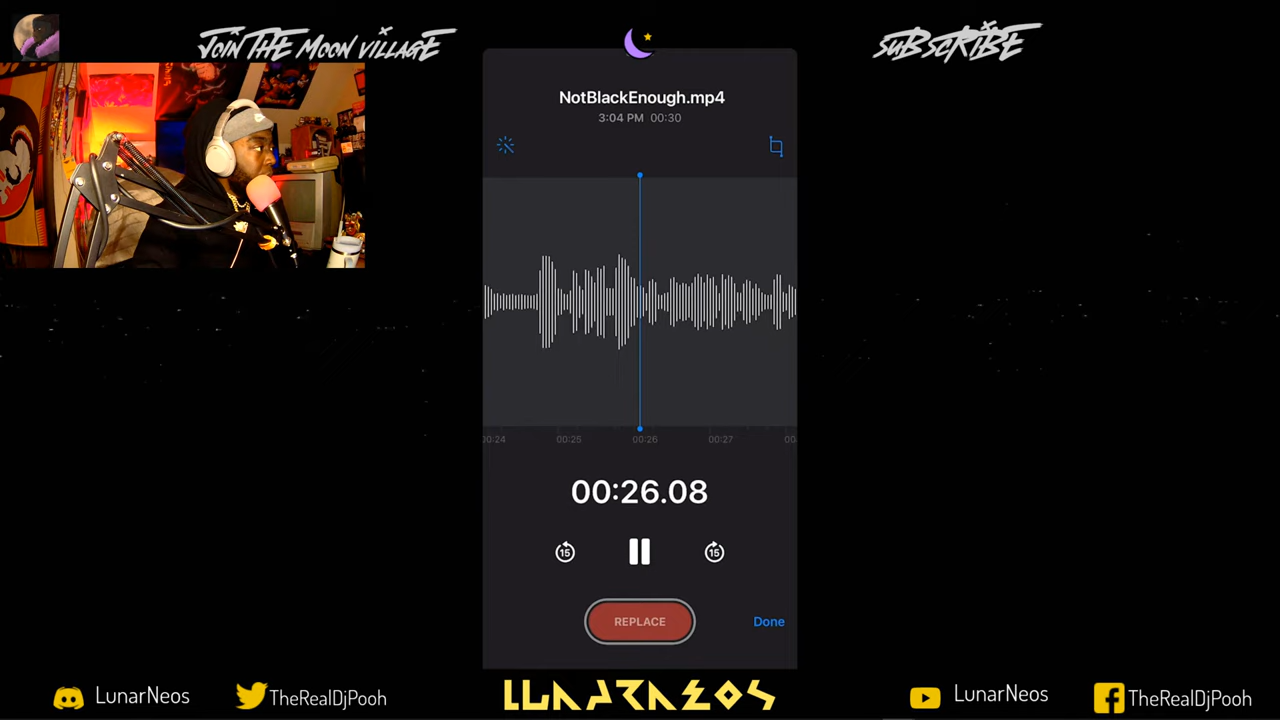 JOIN THE MOON VILLAGE
SUBSCRIBE
NotBlackEnough.mp4
3:04 PM 00:30
00:24 00:25 00:26 00:27 00
00:26.08
15 15
REPLACE
Done
LunarNeos
TheRealDjPooh
LUNARNEOS
LunarNeos
TheRealDjPooh